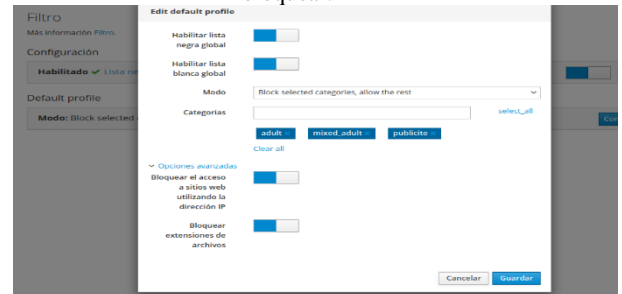 Filtro
Más información Filtro.
Configuración
Habilitado ✔ Lista ne
Default profile
Modo: Block selected
Edit default profile
Habilitar lista
negra global
Habilitar lista
blanca global
Modo
Block selected categories, allow the rest
Categorías
select_all
adult × mixed_adult × publicite ×
Clear all
Opciones avanzadas
Bloquear el acceso
a sitios web
utilizando la
dirección IP
Bloquear
extensiones de
archivos
Cancelar Guardar
Con